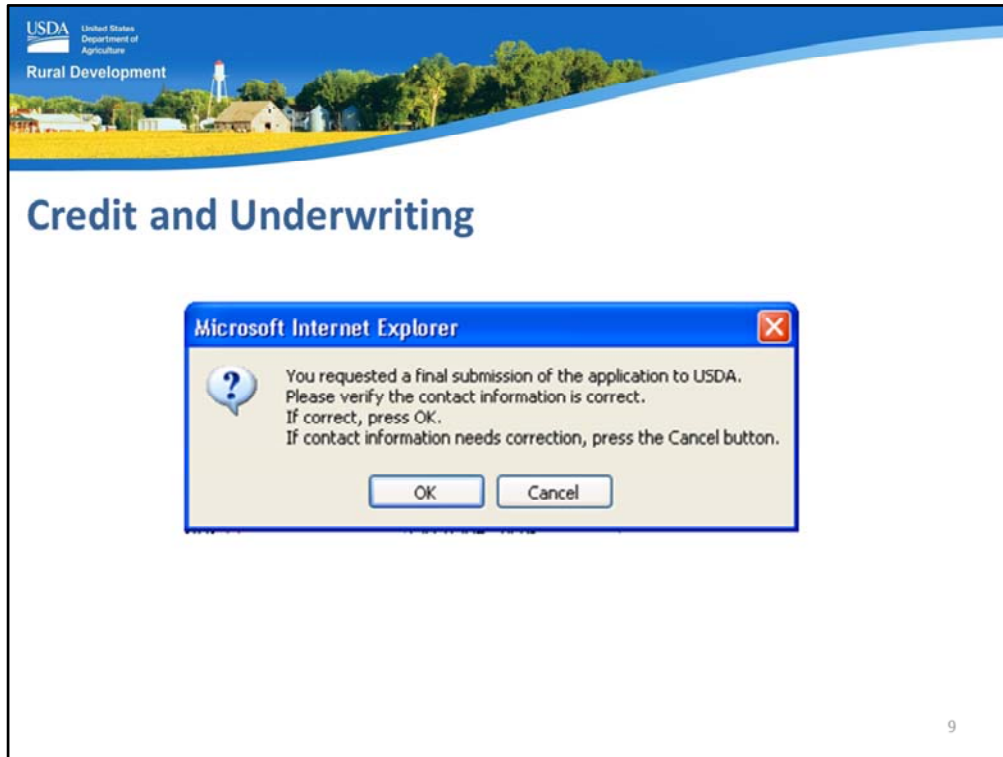 USDA
United States
Department of
Agriculture
Rural Development
Credit and Underwriting
Microsoft Internet Explorer
You requested a final submission of the application to USDA.
Please verify the contact information is correct.
If correct, press OK.
If contact information needs correction, press the Cancel button.
OK
Cancel
9